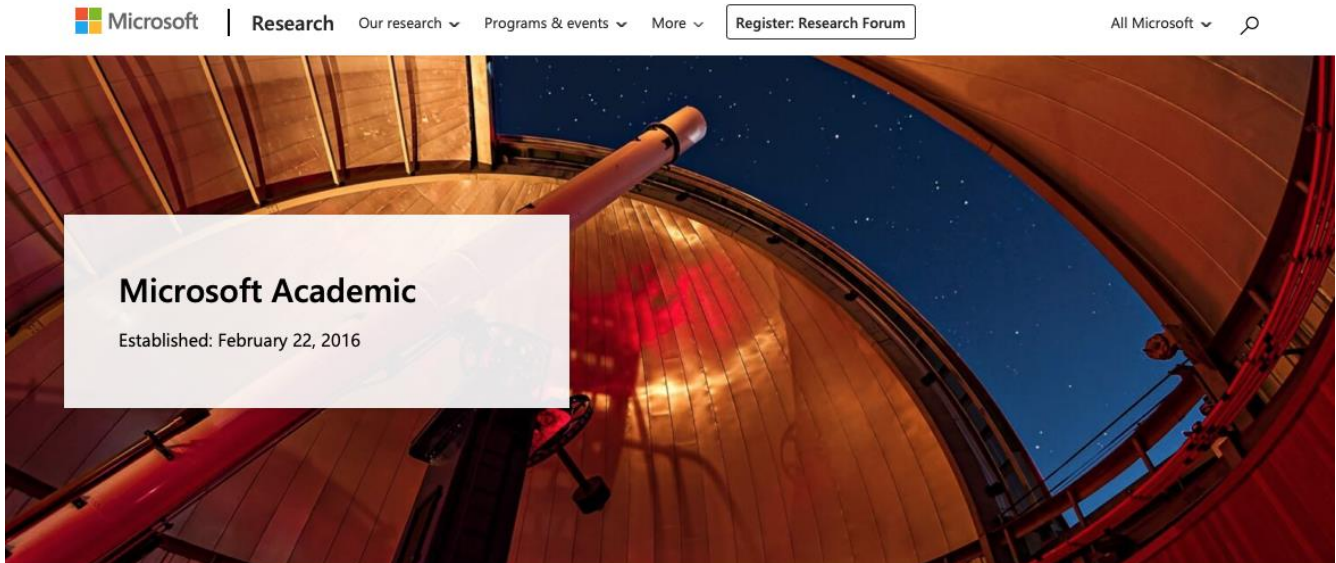 Microsoft | Research Our research Programs & events More Register: Research Forum All Microsoft
Microsoft Academic
Established: February 22, 2016